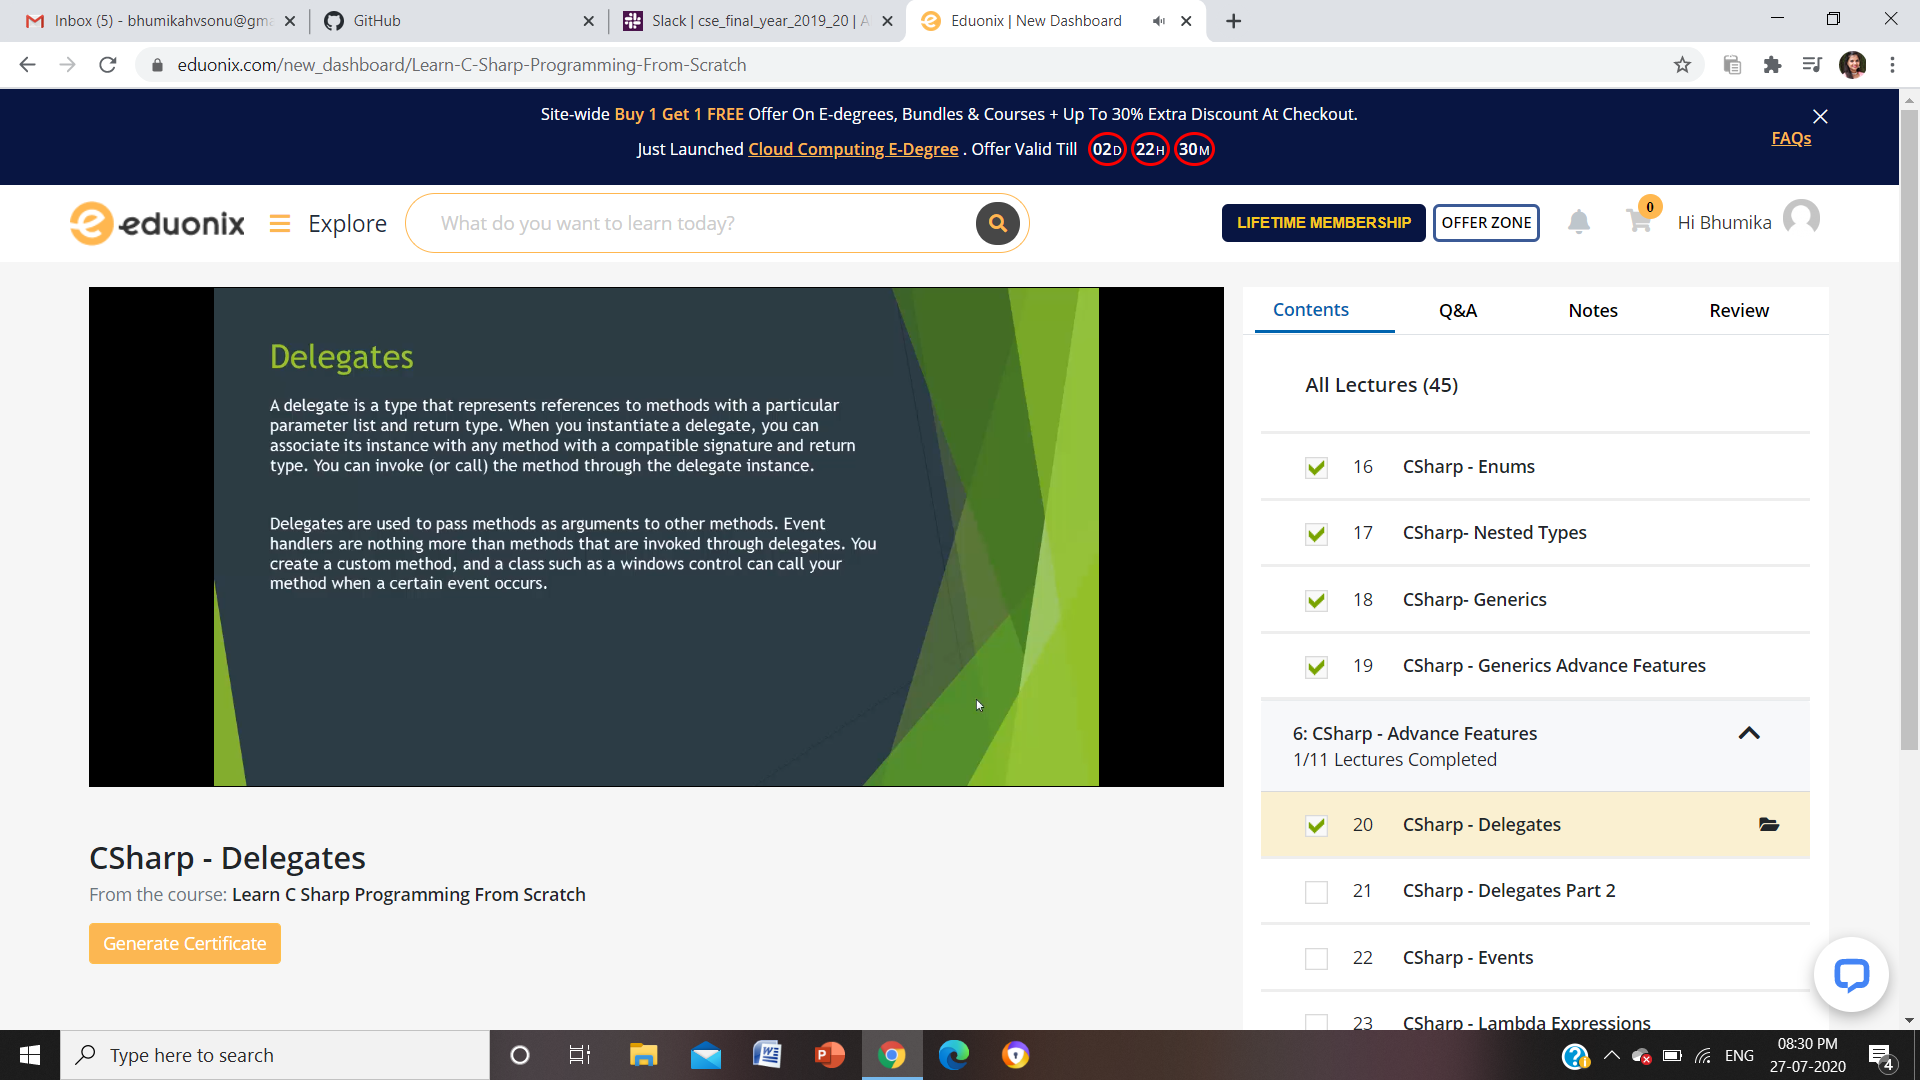 Inbox (5) - bhumikahvsonu@gma
GitHub
Slack | cse_final_year_2019_20 | A
Eduonix | New Dashboard
eduonix.com/new_dashboard/Learn-C-Sharp-Programming-From-Scratch
Site-wide Buy 1 Get 1 FREE Offer On E-degrees, Bundles & Courses + Up To 30% Extra Discount At Checkout.
Just Launched Cloud Computing E-Degree . Offer Valid Till 02D 22H 30M
FAQs
eduonix
Explore
What do you want to learn today?
LIFETIME MEMBERSHIP
OFFER ZONE
0
Hi Bhumika
Delegates
A delegate is a type that represents references to methods with a particular
parameter list and return type. When you instantiate a delegate, you can
associate its instance with any method with a compatible signature and return
type. You can invoke (or call) the method through the delegate instance.
Delegates are used to pass methods as arguments to other methods. Event
handlers are nothing more than methods that are invoked through delegates. You
create a custom method, and a class such as a windows control can call your
method when a certain event occurs.
CSharp - Delegates
From the course: Learn C Sharp Programming From Scratch
Generate Certificate
Contents
Q&A
Notes
Review
All Lectures (45)
16 CSharp - Enums
17 CSharp- Nested Types
18 CSharp- Generics
19 CSharp - Generics Advance Features
6: CSharp - Advance Features
1/11 Lectures Completed
20 CSharp - Delegates
21 CSharp - Delegates Part 2
22 CSharp - Events
23 CSharp - Lambda Expressions
Type here to search
ENG
08:30 PM
27-07-2020
4